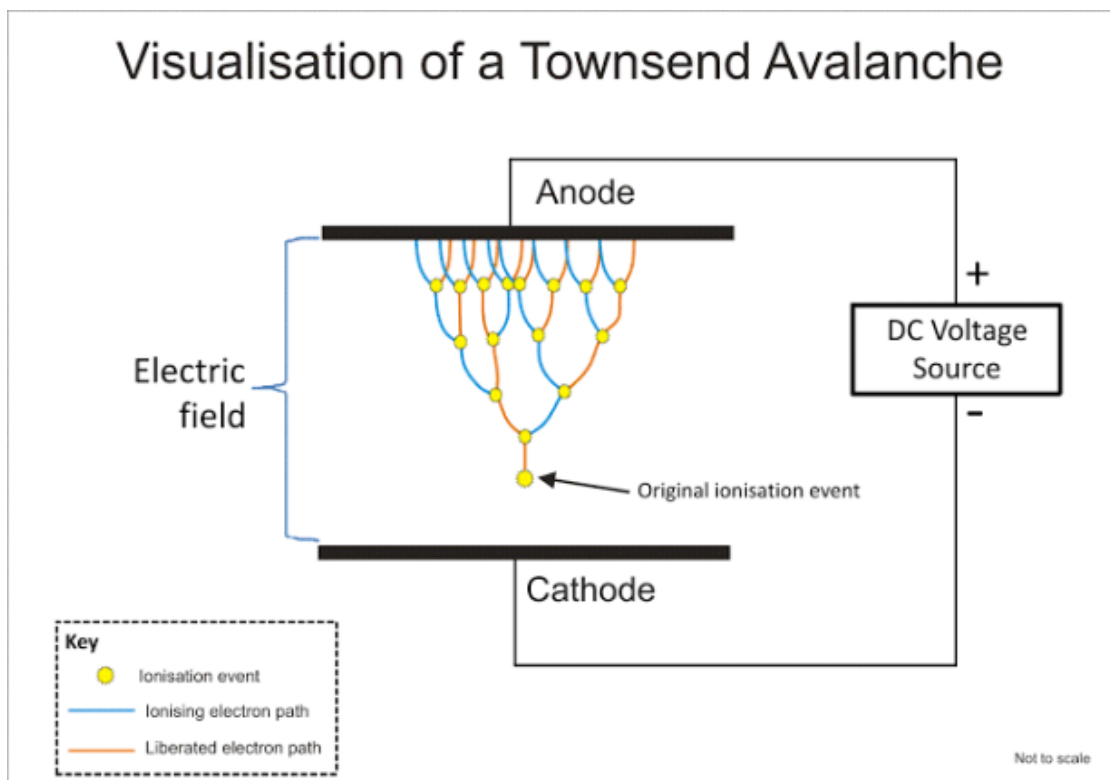 Visualisation of a Townsend Avalanche
Anode
+
DC Voltage
Source
-
Electric
field
Original ionisation event
Cathode
Key
Ionisation event
Ionising electron path
Liberated electron path
Not to scale